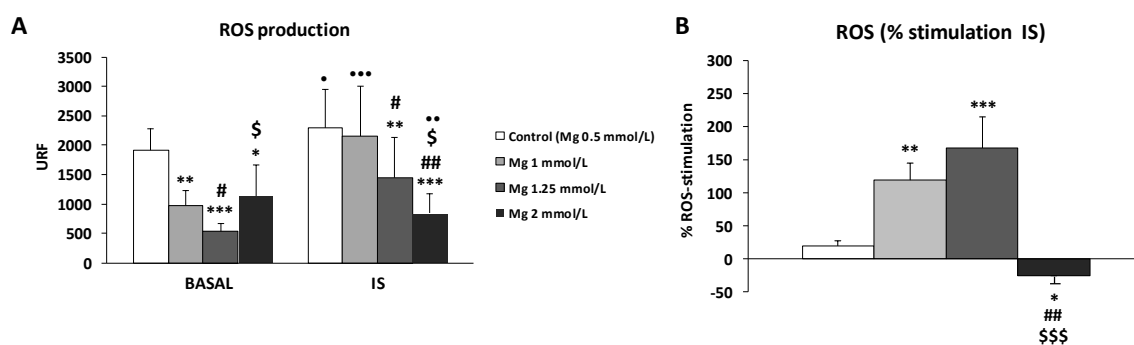 A
ROS production
URF
3500
3000
2500
2000
1500
1000
500
0
**
#
***
$
*
•
•••
#
**
••
$
##
***
BASAL
IS
Control (Mg 0.5 mmol/L)
Mg 1 mmol/L
Mg 1.25 mmol/L
Mg 2 mmol/L
B
ROS (% stimulation IS)
% ROS-stimulation
300
250
200
150
100
50
0
-50
**
***
*
##
$$$